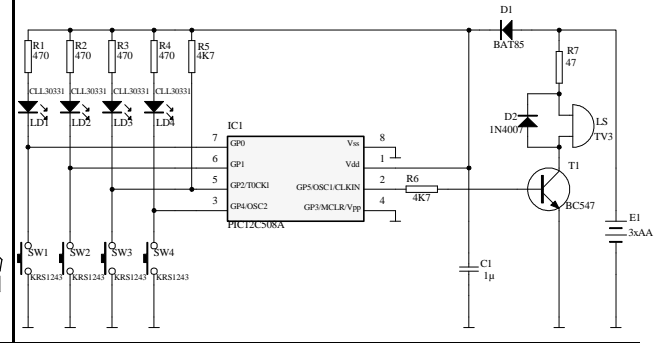 D1
BAT85
R1
470
R2
470
R3
470
R4
470
R5
4K7
R7
47
CLL30331
CLL30331
CLL30331
CLL30331
LD1
LD2
LD3
LD4
D2
1N4007
LS
TV3
IC1
7
GP0
Vss
8
6
GP1
Vdd
1
5
GP2/T0CK1
GP5/OSC1/CLKIN
2
3
GP4/OSC2
GP3/MCLR/Vpp
4
PIC12C508A
R6
4K7
T1
BC547
E1
3xAA
SW1
SW2
SW3
SW4
KRS1243
KRS1243
KRS1243
KRS1243
C1
1µ